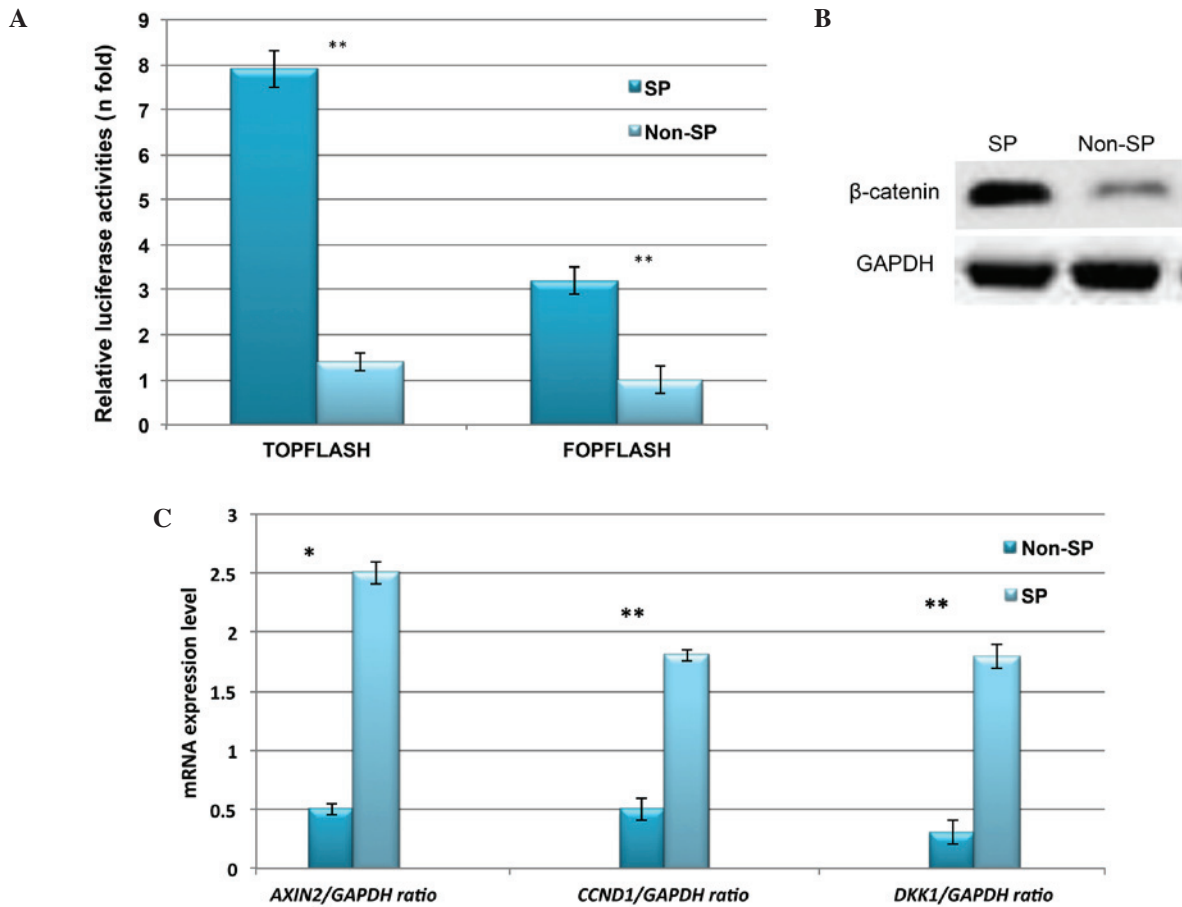 A
Relative luciferase activities (n fold)
9
8
7
6
5
4
3
2
1
0
**
**
SP
Non-SP
TOPFLASH
FOPFLASH
B
SP
Non-SP
β-catenin
GAPDH
C
mRNA expression level
3
2.5
2
1.5
1
0.5
0
*
**
**
Non-SP
SP
AXIN2/GAPDH ratio
CCND1/GAPDH ratio
DKK1/GAPDH ratio